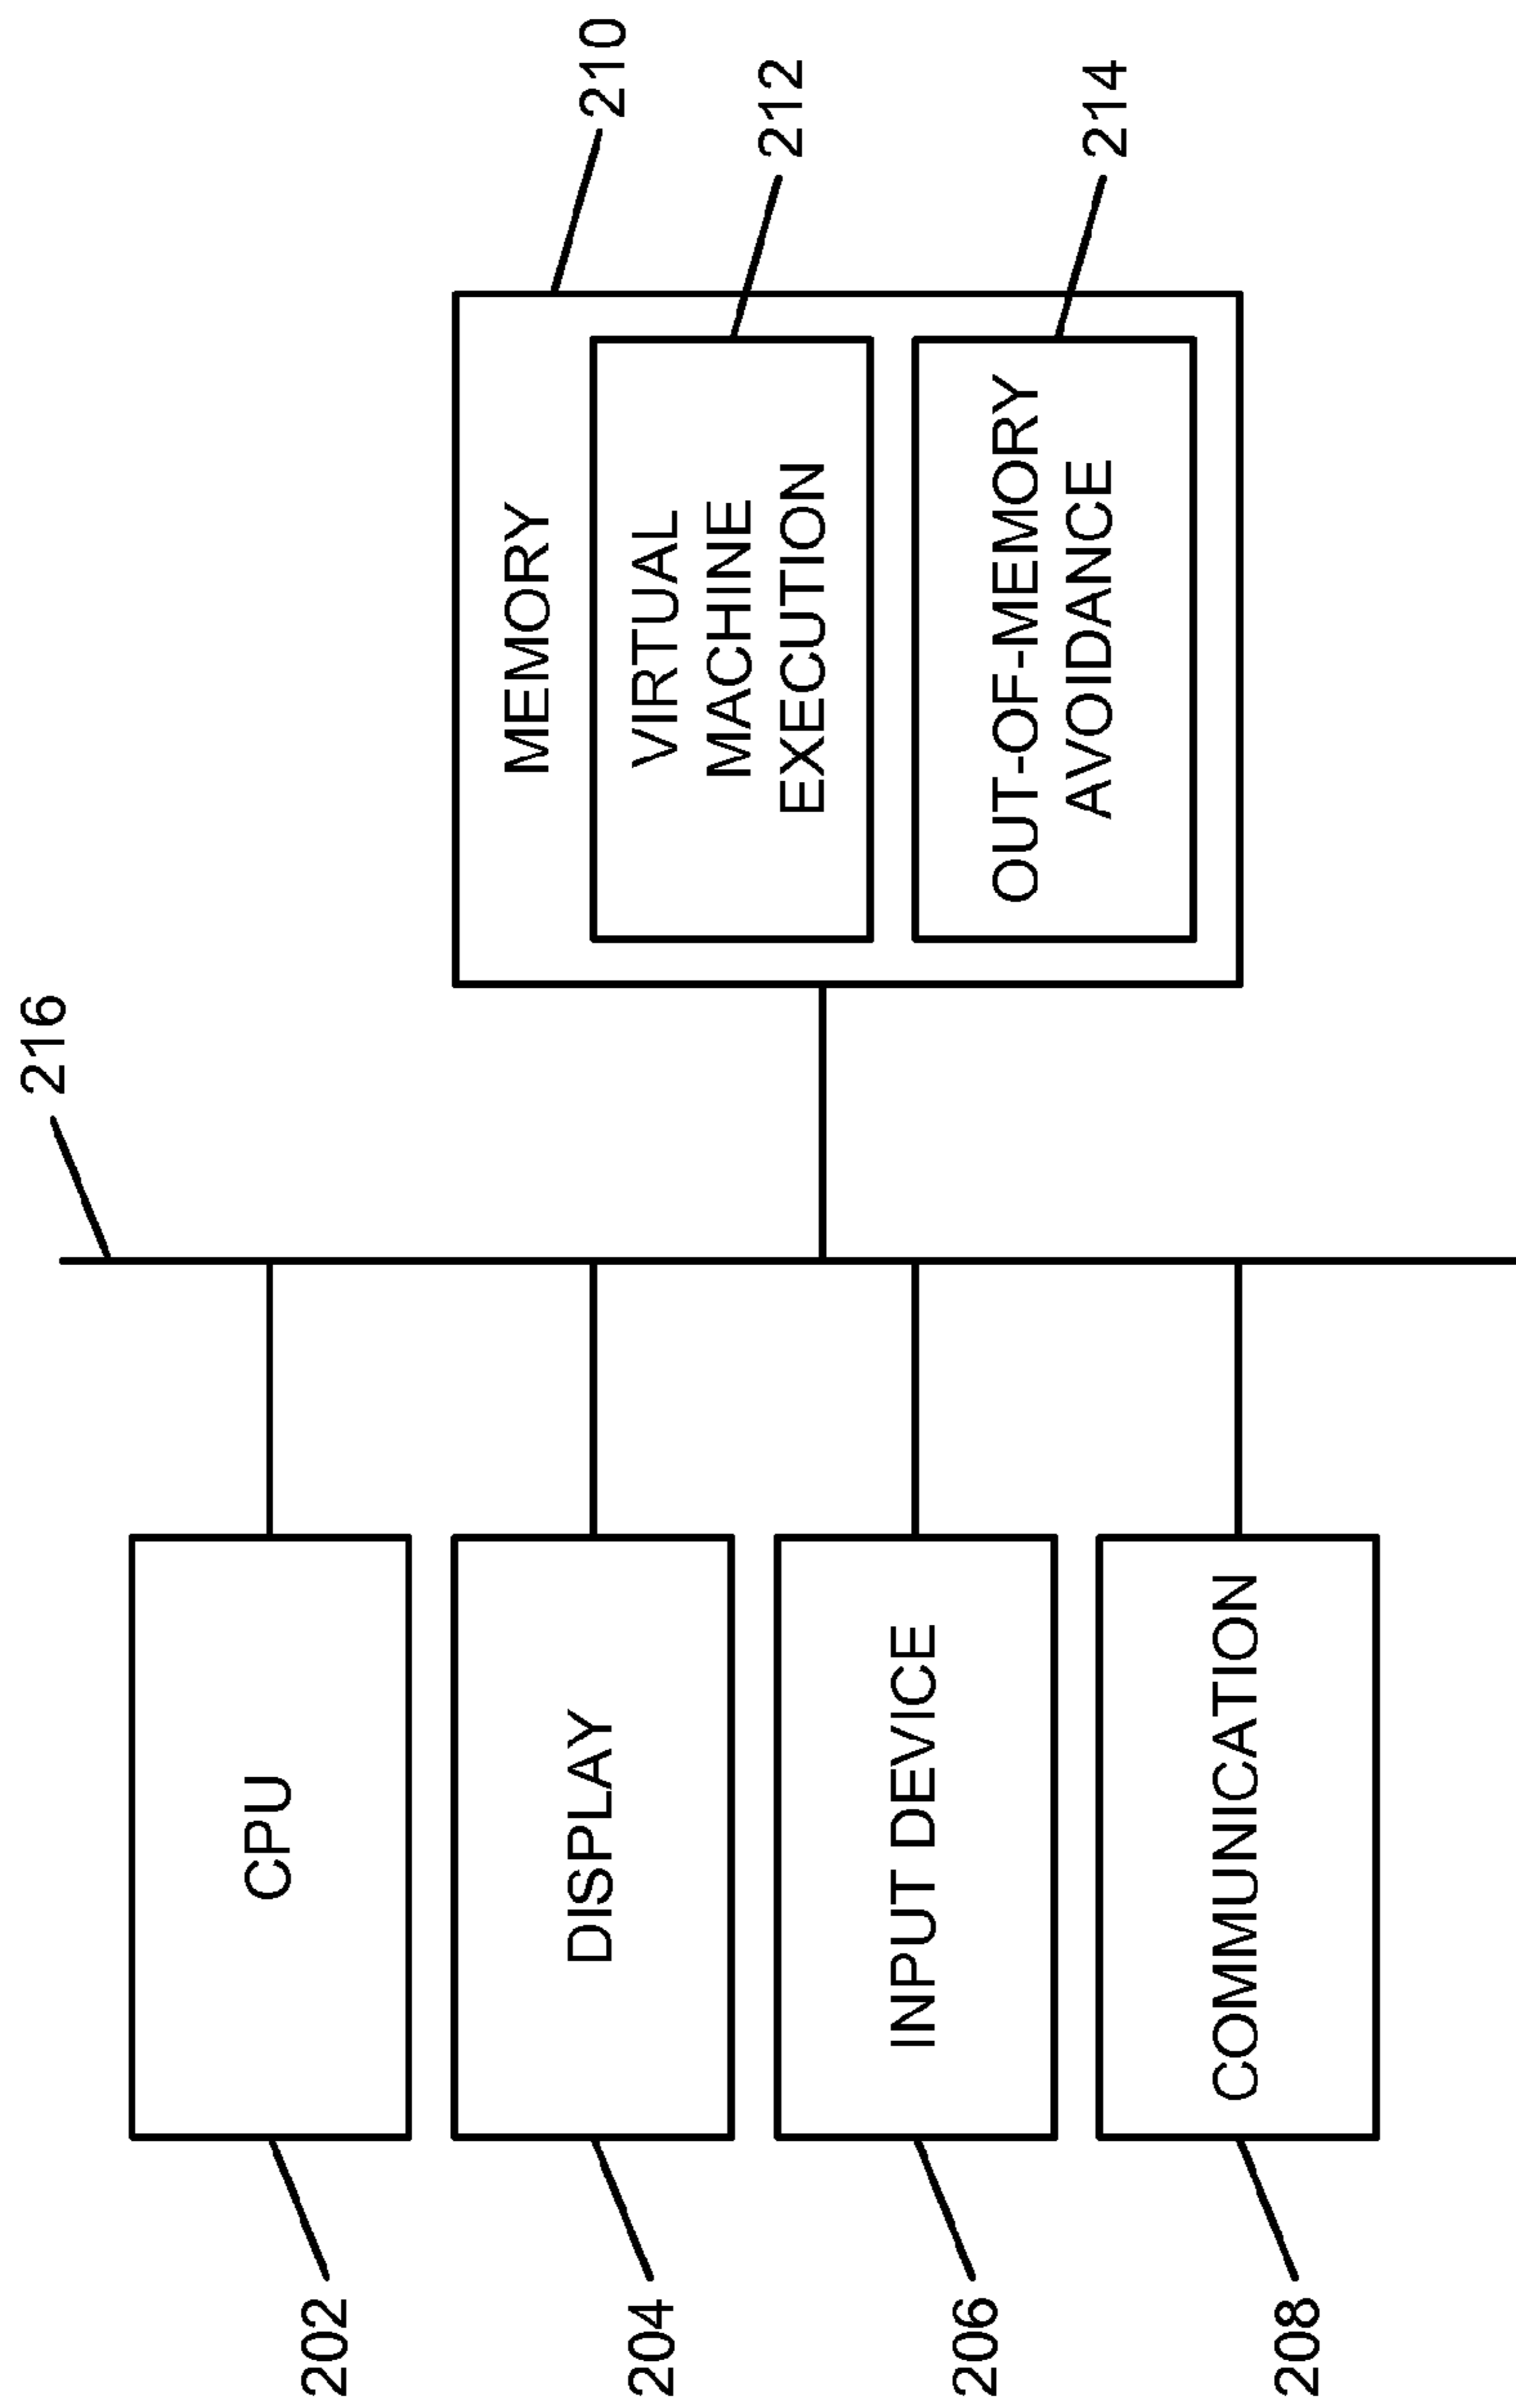 216
202
CPU
204
DISPLAY
206
INPUT DEVICE
208
COMMUNICATION
210
MEMORY
212
VIRTUAL
MACHINE
EXECUTION
214
OUT-OF-MEMORY
AVOIDANCE